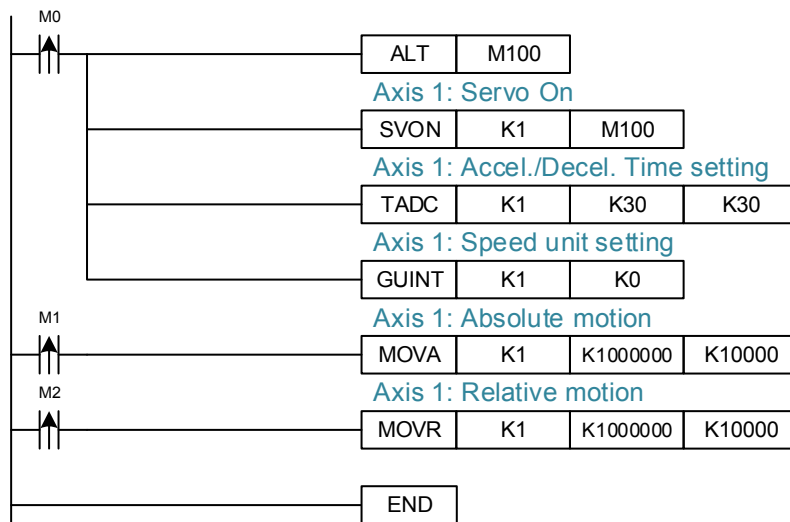 M0
ALT M100
Axis 1: Servo On
SVON K1 M100
Axis 1: Accel./Decel. Time setting
TADC K1 K30 K30
Axis 1: Speed unit setting
GUINT K1 K0
M1
Axis 1: Absolute motion
MOVA K1 K1000000 K10000
M2
Axis 1: Relative motion
MOVR K1 K1000000 K10000
END